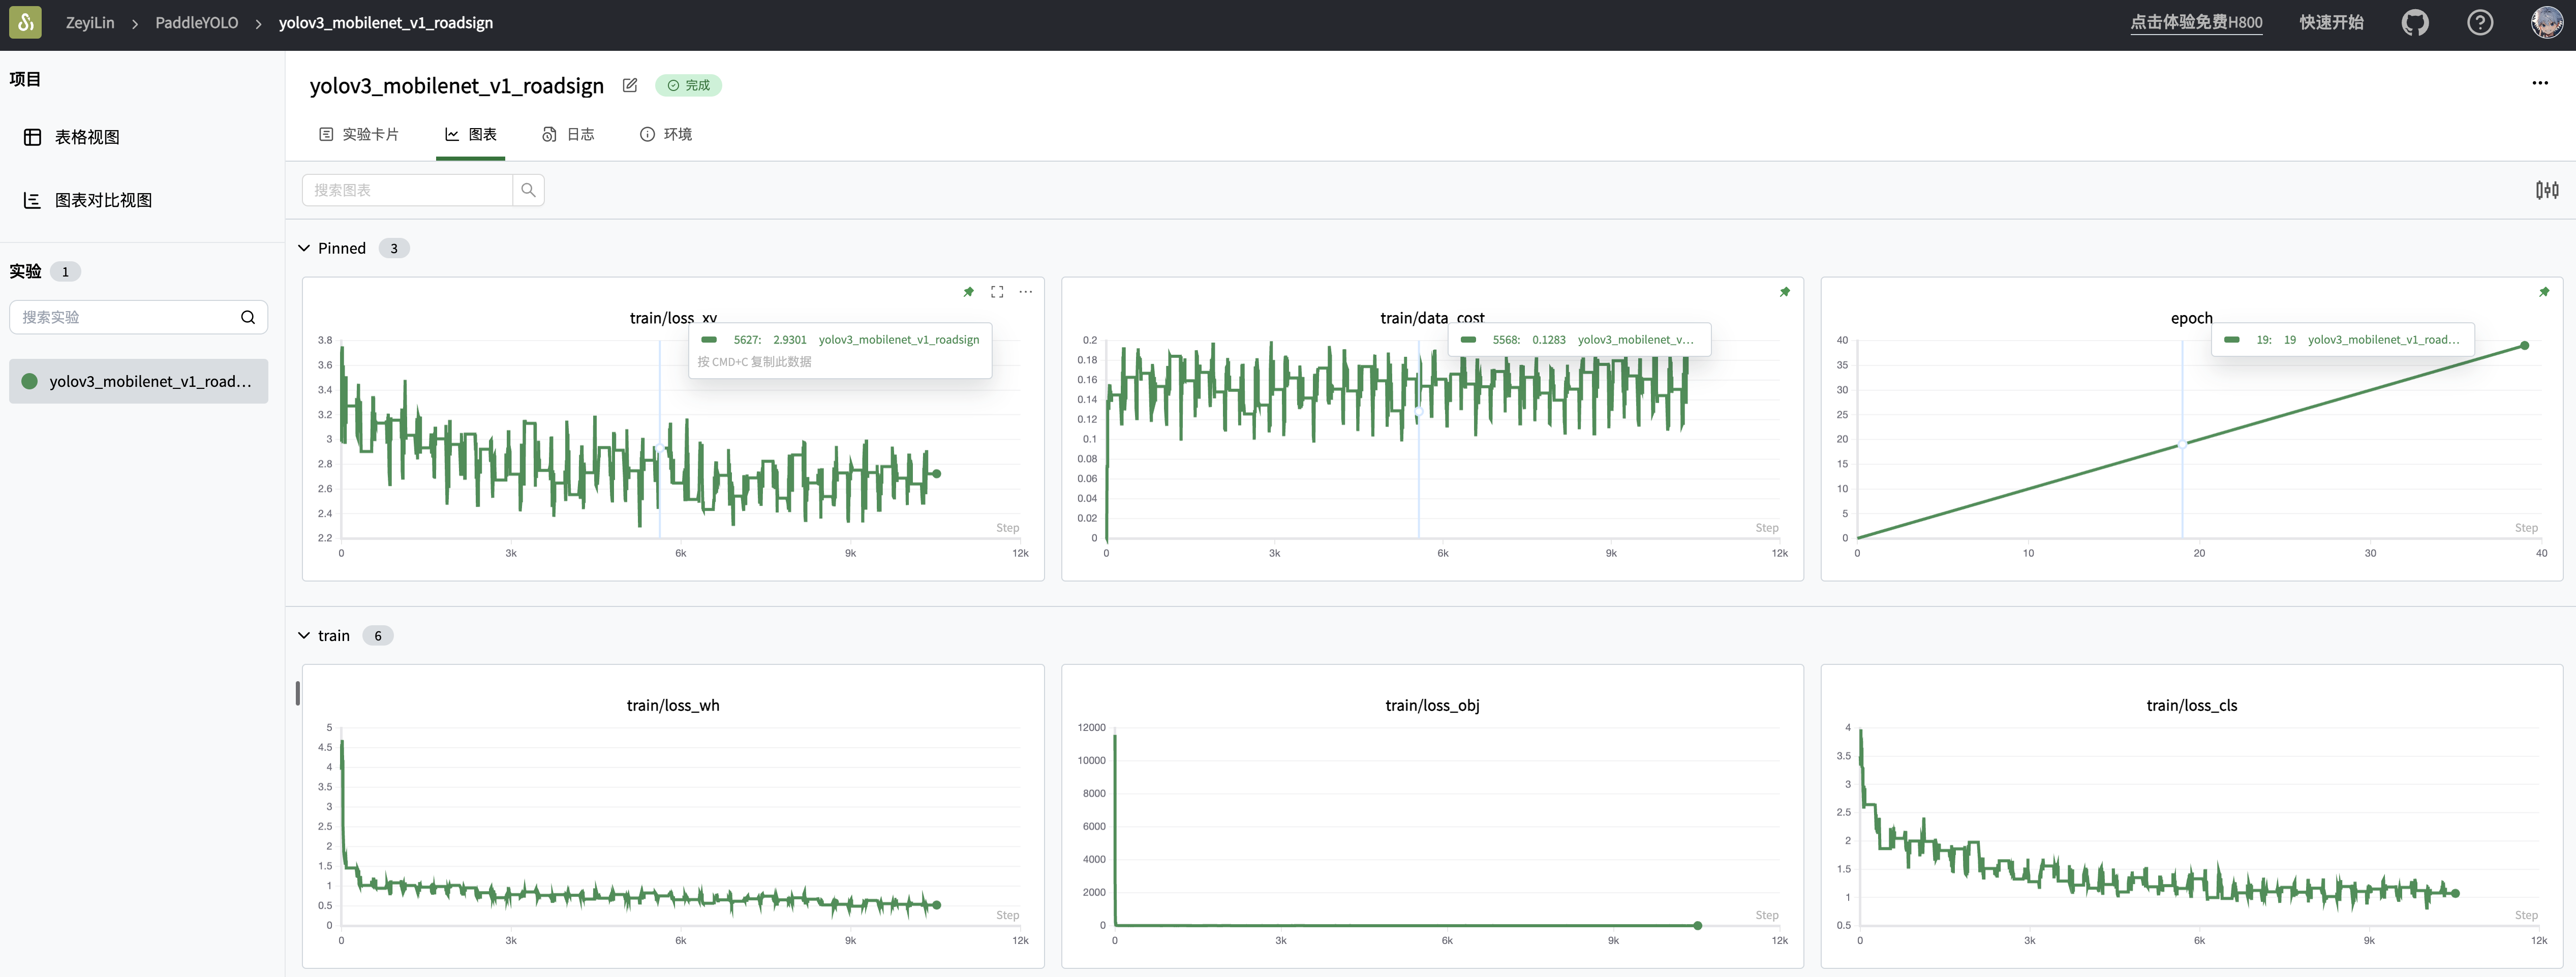 ZeyiLin > PaddleYOLO > yolov3_mobilenet_v1_roadsign
点击体验免费H800 快速开始
项目
表格视图
图表对比视图
实验 1
搜索实验
yolov3_mobilenet_v1_road...
yolov3_mobilenet_v1_roadsign 完成
实验卡片 图表 日志 环境
搜索图表
Pinned 3
train/loss_xy
5627: 2.9301 yolov3_mobilenet_v1_roadsign
按 CMD+C 复制此数据
3.8
3.6
3.4
3.2
3
2.8
2.6
2.4
2.2
Step
0 3k 6k 9k 12k
train/data_cost
5568: 0.1283 yolov3_mobilenet_v...
0.2
0.18
0.16
0.14
0.12
0.1
0.08
0.06
0.04
0.02
0
Step
0 3k 6k 9k 12k
epoch
19: 19 yolov3_mobilenet_v1_road...
40
35
30
25
20
15
10
5
0
Step
0 10 20 30 40
train 6
train/loss_wh
5
4.5
4
3.5
3
2.5
2
1.5
1
0.5
0
Step
0 3k 6k 9k 12k
train/loss_obj
12000
10000
8000
6000
4000
2000
0
Step
0 3k 6k 9k 12k
train/loss_cls
4
3.5
3
2.5
2
1.5
1
0.5
Step
0 3k 6k 9k 12k